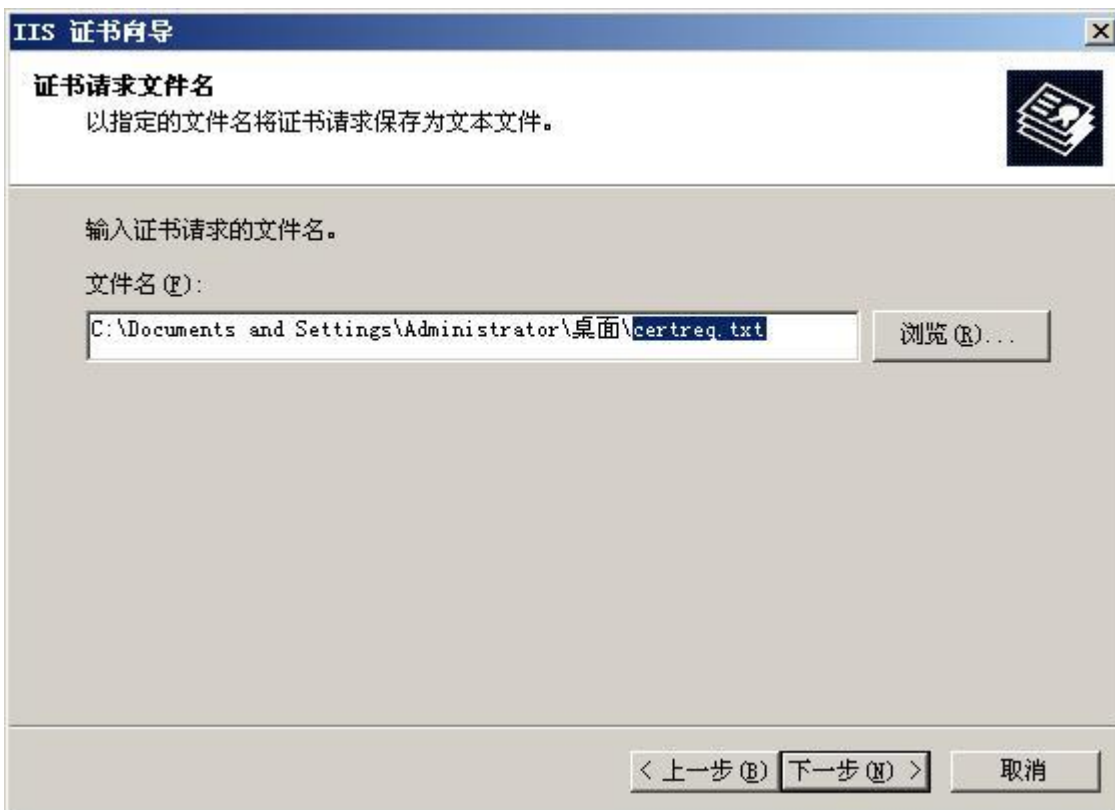 IIS 证书向导
证书请求文件名
以指定的文件名将证书请求保存为文本文件。
输入证书请求的文件名。
文件名(F):
C:\Documents and Settings\Administrator\桌面\certreq.txt
浏览(R)...
< 上一步(B) 下一步(N) > 取消